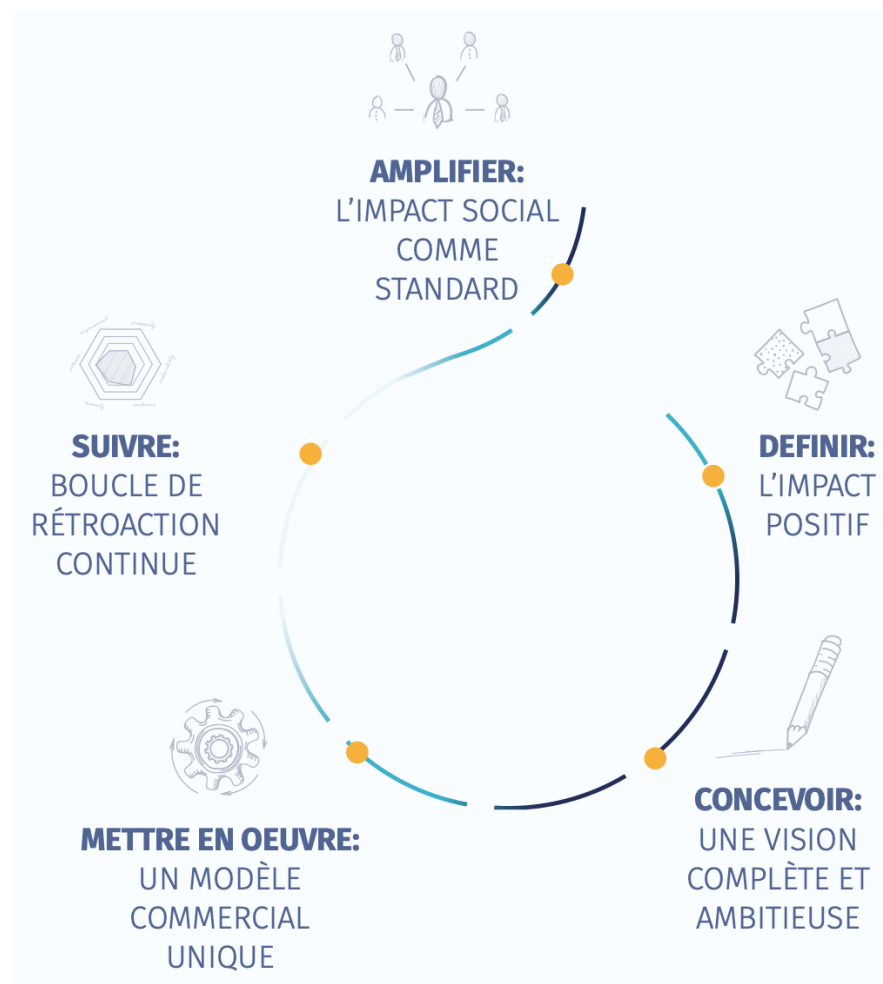 AMPLIFIER:
L'IMPACT SOCIAL
COMME
STANDARD
DEFINIR:
L'IMPACT
POSITIF
CONCEVOIR:
UNE VISION
COMPLÈTE ET
AMBITIEUSE
METTRE EN OEUVRE:
UN MODÈLE
COMMERCIAL
UNIQUE
SUIVRE:
BOUCLE DE
RÉTROACTION
CONTINUE